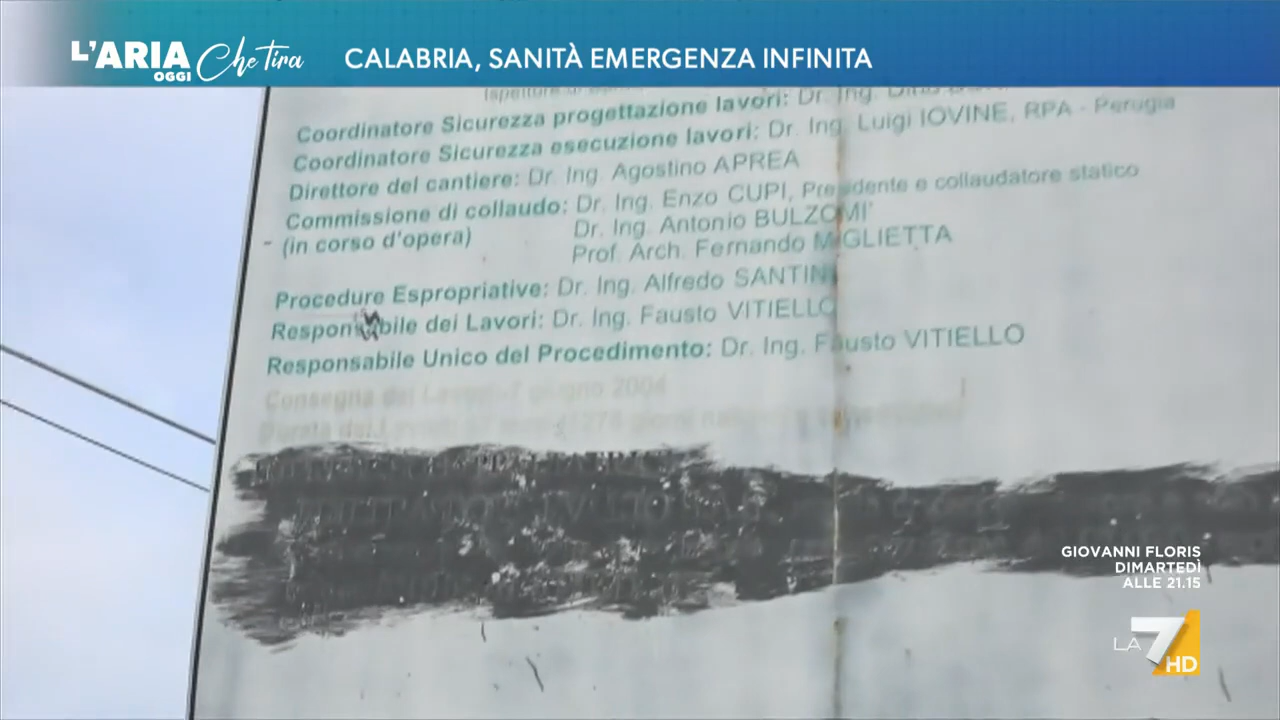 L'ARIA Che Tira
OGGI
CALABRIA, SANITÀ EMERGENZA INFINITA
Coordinatore Sicurezza progettazione lavori: Dr. Ing.
Coordinatore Sicurezza esecuzione lavori: Dr. Ing. Luigi IOVINE, RPA - Perugia
Direttore del cantiere: Dr. Ing. Agostino APREA
Commissione di collaudo: Dr. Ing. Enzo CUPI, Presidente e collaudatore statico
(in corso d'opera) Dr. Ing. Antonio BULZOMI'
Prof. Arch. Fernando MIGLIETTA
Procedure Espropriative: Dr. Ing. Alfredo SANTINI
Responsabile dei Lavori: Dr. Ing. Fausto VITIELLO
Responsabile Unico del Procedimento: Dr. Ing. Fausto VITIELLO
Consegna dei Lavori: 7 giugno 2004
GIOVANNI FLORIS
DIMARTEDÌ
ALLE 21.15
LA 7 HD